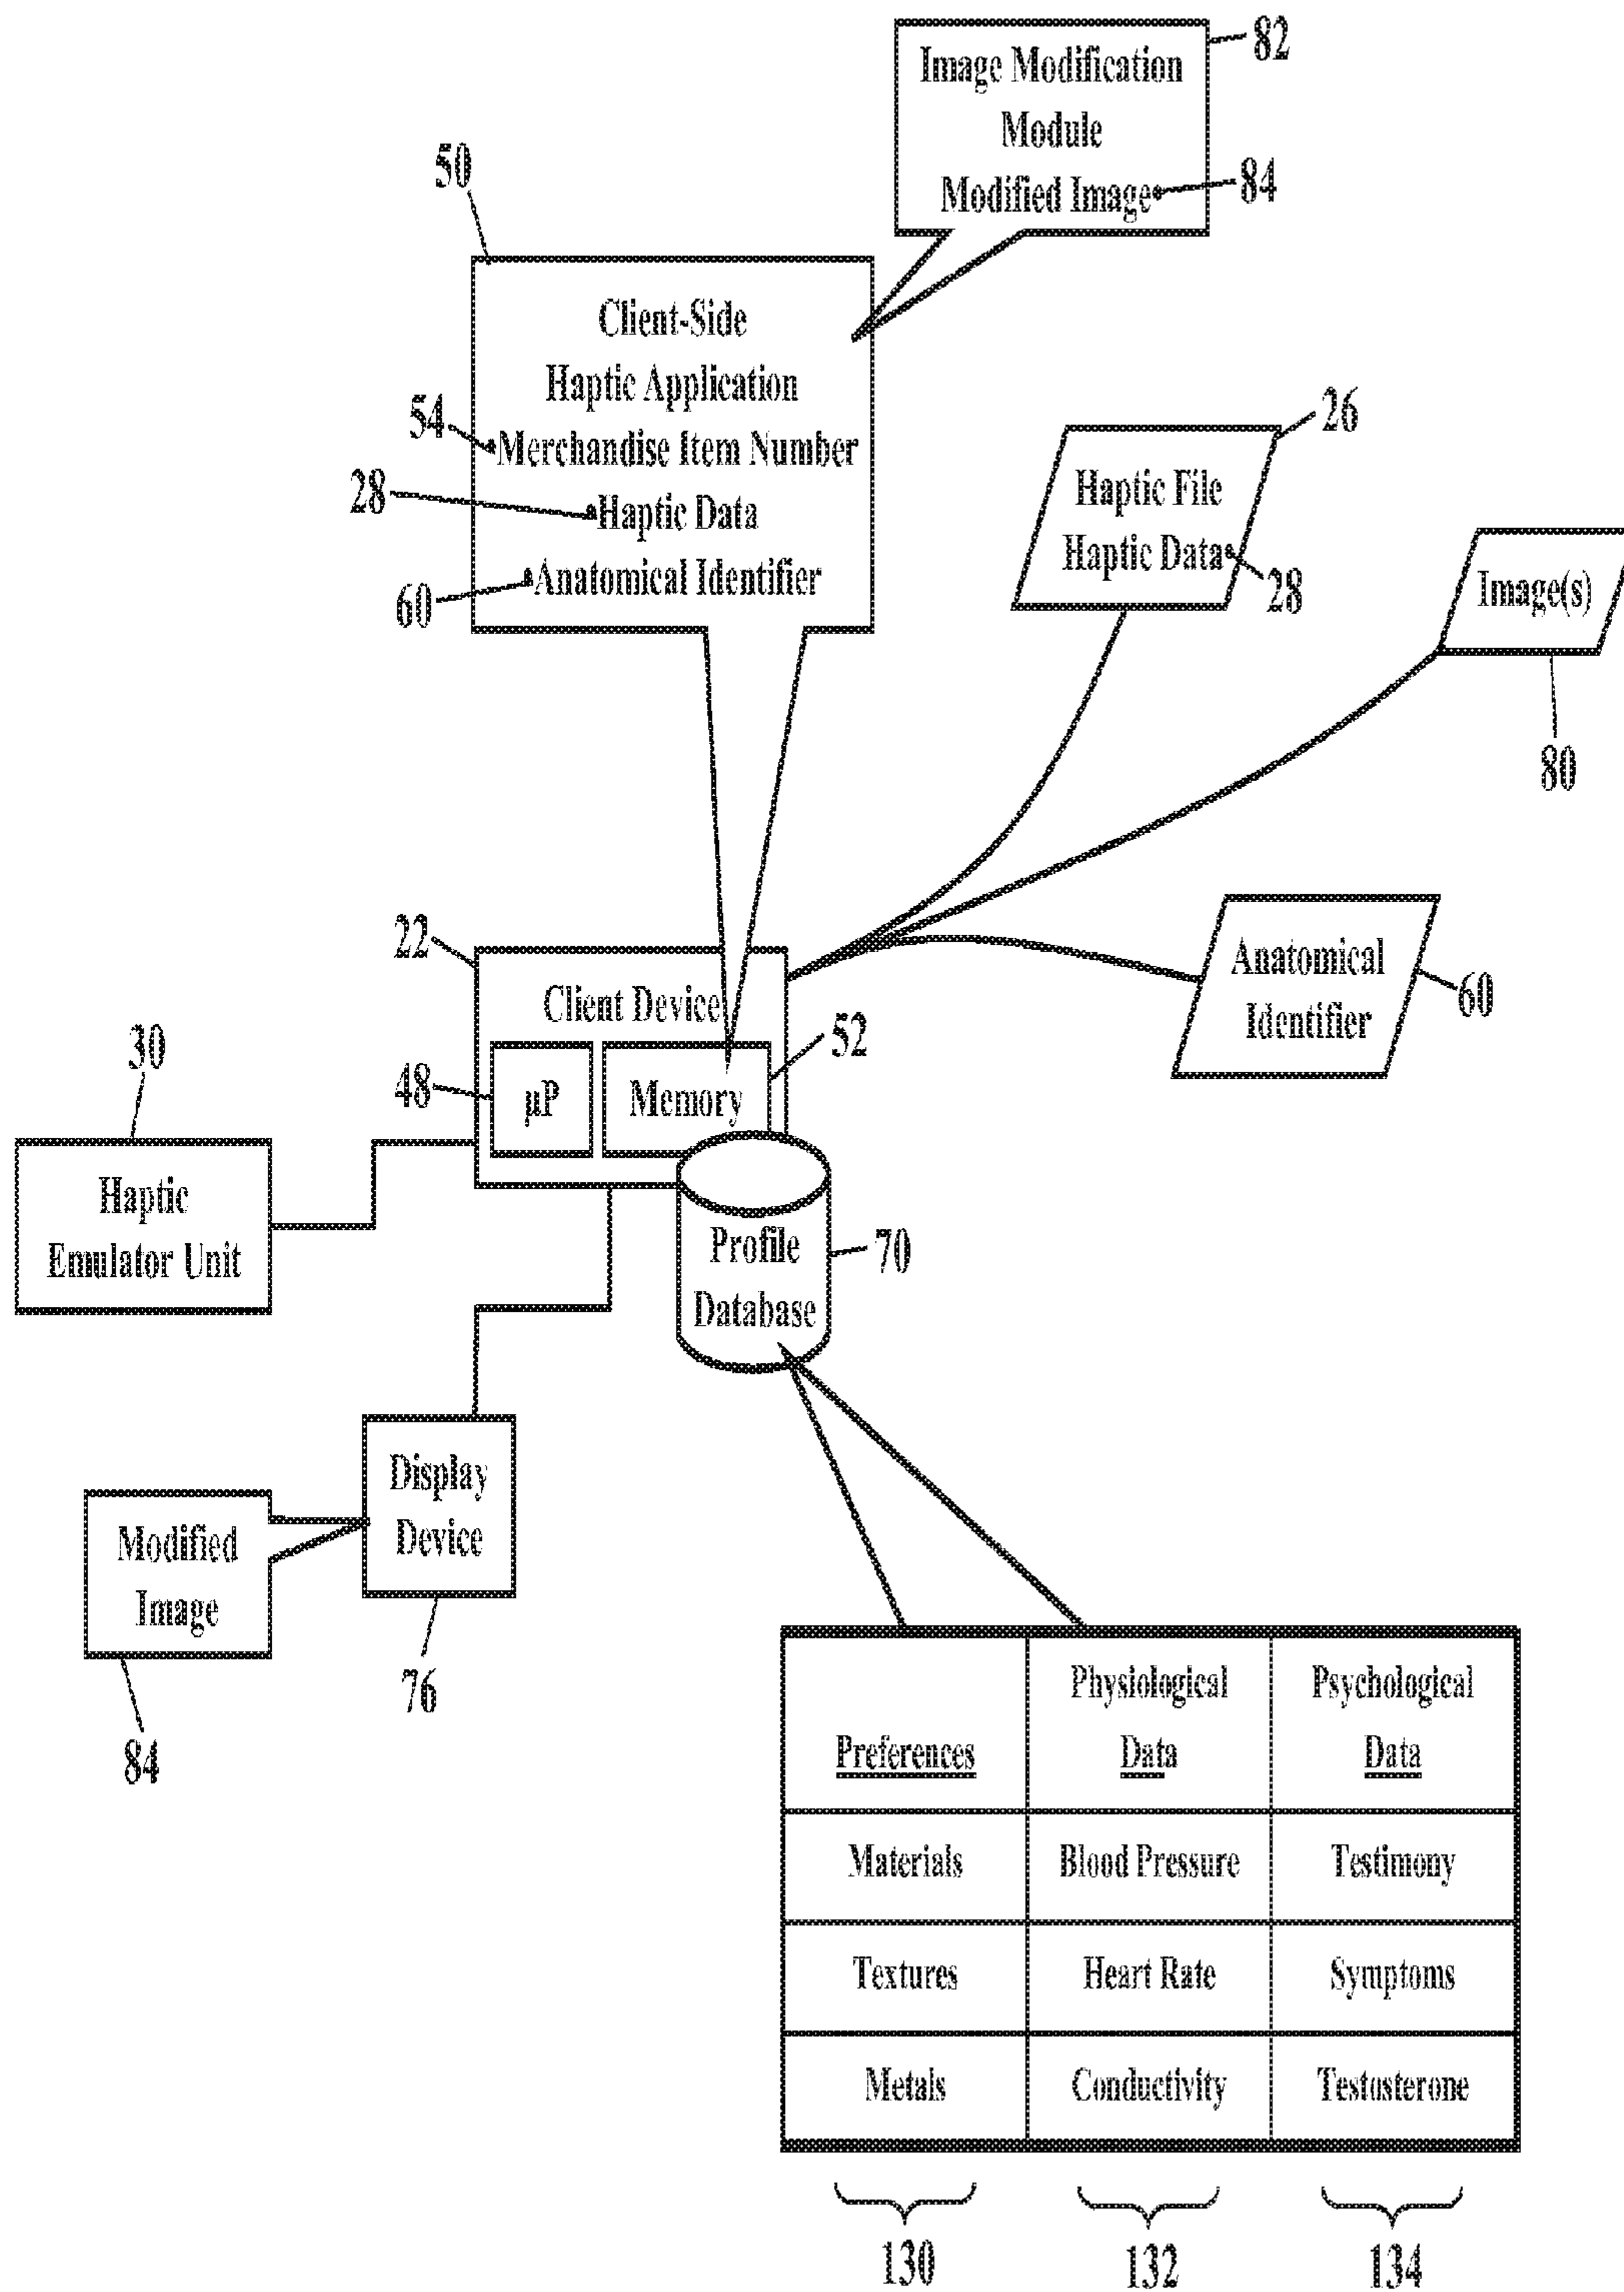 82
Image Modification
Module
Modified Image
84
50
Client-Side
Haptic Application
54
Merchandise Item Number
28
Haptic Data
60
Anatomical Identifier
26
Haptic File
Haptic Data
28
Image(s)
80
22
Client Device
52
48
µP
Memory
Anatomical
Identifier
60
30
Haptic
Emulator Unit
Profile
Database
70
Display
Device
76
Modified
Image
84
Physiological
Psychological
Preferences
Data
Data
Materials
Blood Pressure
Testimony
Textures
Heart Rate
Symptoms
Metals
Conductivity
Testosterone
130
132
134